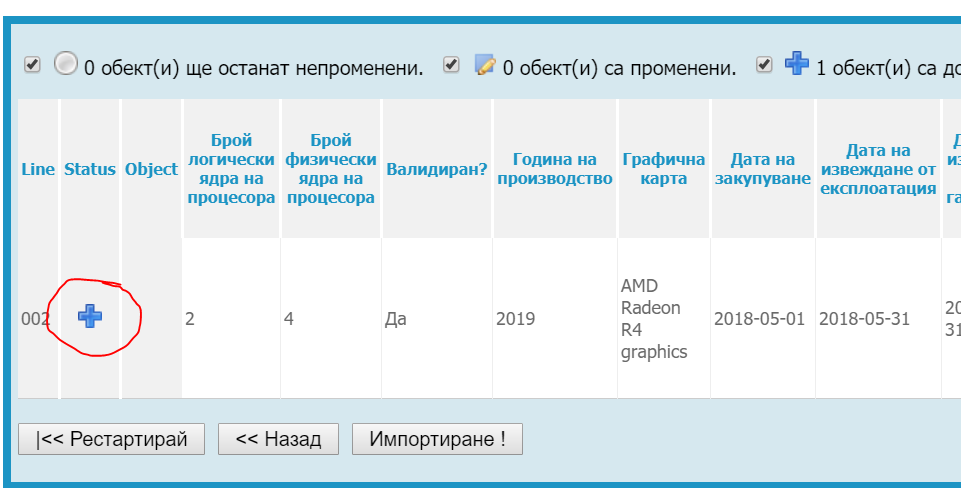 0 обект(и) ще останат непроменени. 0 обект(и) са променени. 1 обект(и) са
Line Status Object Брой логически ядра на процесора Брой физически ядра на процесора Валидиран? Година на производство Графична карта Дата на закупуване Дата на извеждане от експлоатация
002 2 4 Да 2019 AMD Radeon R4 graphics 2018-05-01 2018-05-31
|<< Рестартирай << Назад Импортиране !